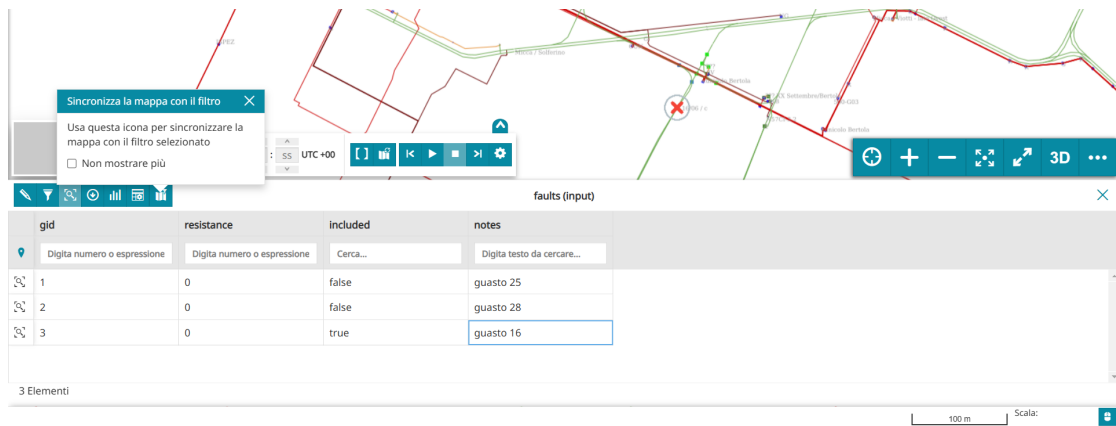 Micca / Solferino
Sincronizza la mappa con il filtro
Usa questa icona per sincronizzare la
mappa con il filtro selezionato
Non mostrare più
: SS UTC +00
3D
faults (input)
gid resistance included notes
Digita numero o espressione Digita numero o espressione Cerca... Digita testo da cercare...
1 0 false guasto 25
2 0 false guasto 28
3 0 true guasto 16
3 Elementi
100 m Scala: